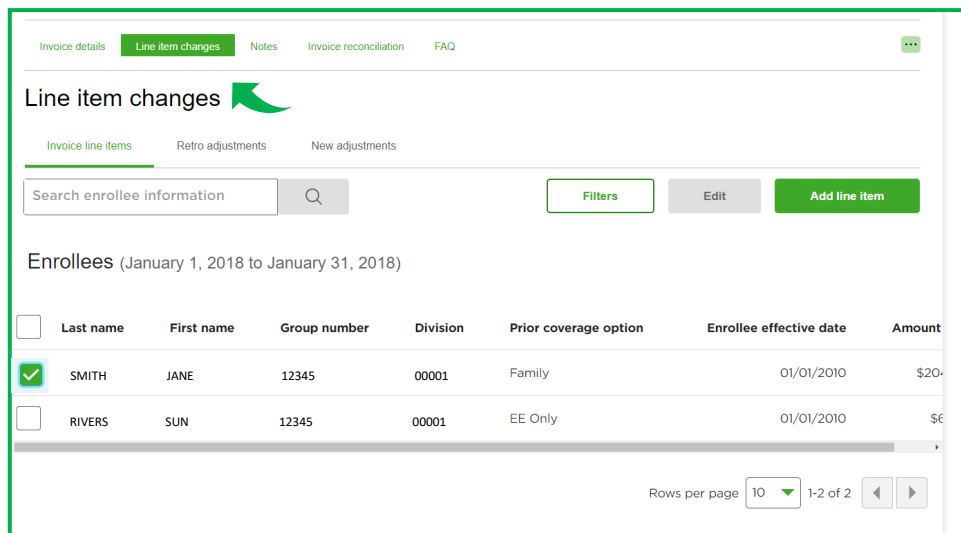 Invoice details Line item changes Notes Invoice reconciliation FAQ
Line item changes
Invoice line items Retro adjustments New adjustments
Search enrollee information Filters Edit Add line item
Enrollees (January 1, 2018 to January 31, 2018)
Last name First name Group number Division Prior coverage option Enrollee effective date Amount
SMITH JANE 12345 00001 Family 01/01/2010
RIVERS SUN 12345 00001 EE Only 01/01/2010
Rows per page 10 1-2 of 2